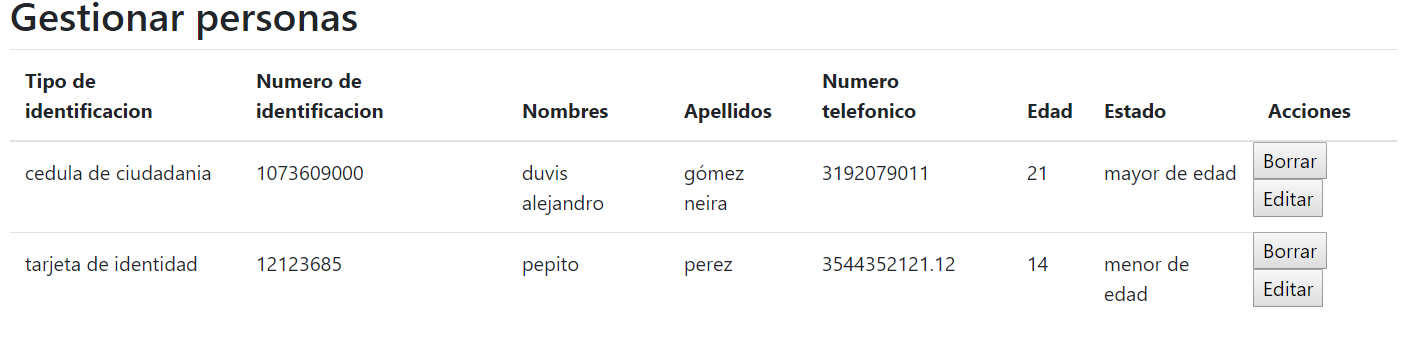 Gestionar personas
Tipo de identificacion Numero de identificacion Nombres Apellidos Numero telefonico Edad Estado Acciones
cedula de ciudadania 1073609000 duvis alejandro gómez neira 3192079011 21 mayor de edad Borrar Editar
tarjeta de identidad 12123685 pepito perez 3544352121.12 14 menor de edad Borrar Editar